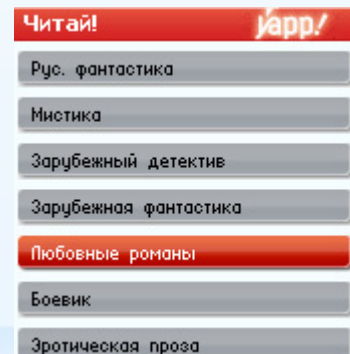 Читай! yapp!
Рус. фантастика
Мистика
Зарубежный детектив
Зарубежная фантастика
Любовные романы
Боевик
Эротическая проза